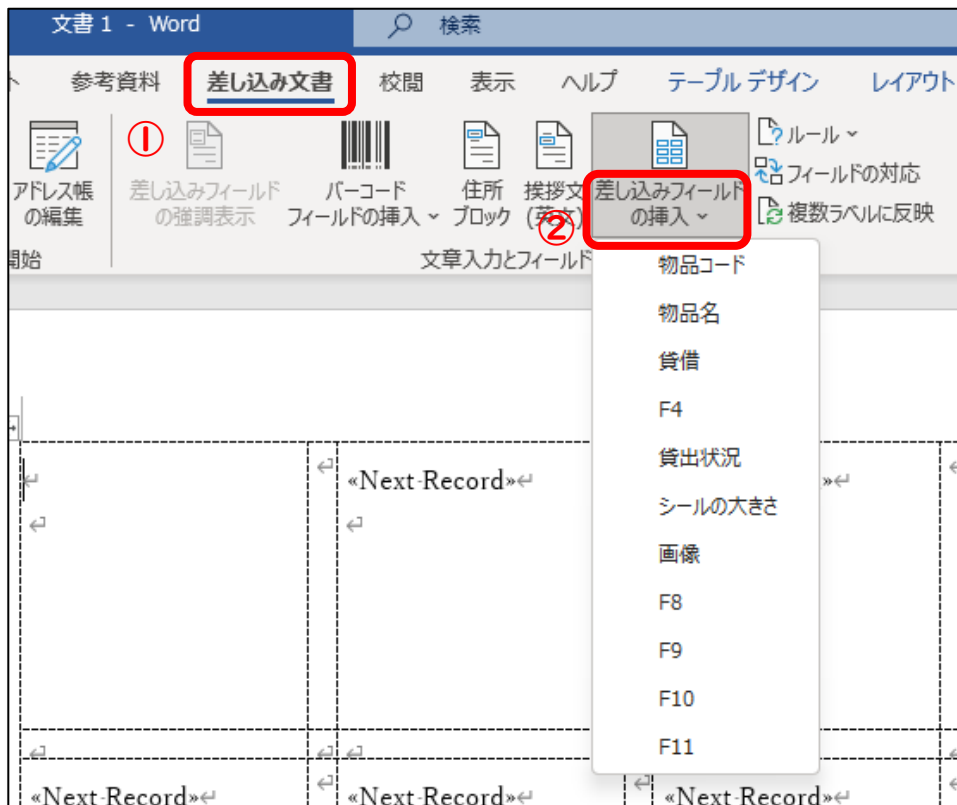 文書 1 - Word
検索
ト 参考資料 差し込み文書 校閲 表示 ヘルプ テーブル デザイン レイアウト
①
アドレス帳
の編集
差し込みフィールド
の強調表示
バーコード
フィールドの挿入
住所
ブロック
挨拶文
(英文)
②
差し込みフィールド
の挿入
ルール
フィールドの対応
複数ラベルに反映
開始
文章入力とフィールド
物品コード
物品名
貸借
F4
貸出状況
シールの大きさ
画像
F8
F9
F10
F11
«Next Record»
»
«Next Record» «Next Record» «Next Record»